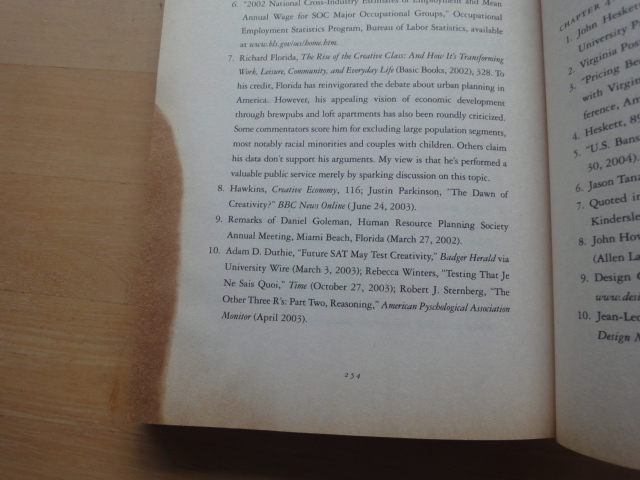 6. "2002 National Cross-Industry Estimates of Employment and Mean
Annual Wage for SOC Major Occupational Groups," Occupational
Employment Statistics Program, Bureau of Labor Statistics, available
at www.bls.gov/oes/home.htm.
7. Richard Florida, The Rise of the Creative Class: And How It's Transforming
Work, Leisure, Community, and Everyday Life (Basic Books, 2002), 328. To
his credit, Florida has reinvigorated the debate about urban planning in
America. However, his appealing vision of economic development
through brewpubs and loft apartments has also been roundly criticized.
Some commentators score him for excluding large population segments,
most notably racial minorities and couples with children. Others claim
his data don't support his arguments. My view is that he's performed a
valuable public service merely by sparking discussion on this topic.
8. Hawkins, Creative Economy, 116; Justin Parkinson, "The Dawn of
Creativity?" BBC News Online (June 24, 2003).
9. Remarks of Daniel Goleman, Human Resource Planning Society
Annual Meeting, Miami Beach, Florida (March 27, 2002).
10. Adam D. Duthie, "Future SAT May Test Creativity," Badger Herald via
University Wire (March 3, 2003); Rebecca Winters, "Testing That Je
Ne Sais Quoi," Time (October 27, 2003); Robert J. Sternberg, "The
Other Three R's: Part Two, Reasoning," American Pyschological Association
Monitor (April 2003).
254
CHAPTER 4
1. John Heskett
University P
2. Virginia Pos
3. "Pricing Be
with Virgin
ference, Am
4. Heskett, 89
5. "U.S. Bans
30, 2004).
6. Jason Tanz
7. Quoted in
Kindersle
8. John How
(Allen La
9. Design C
www.desi
10. Jean-Leo
Design M